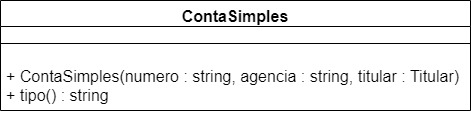 ContaSimples
+ ContaSimples(numero : string, agencia : string, titular : Titular)
+ tipo() : string